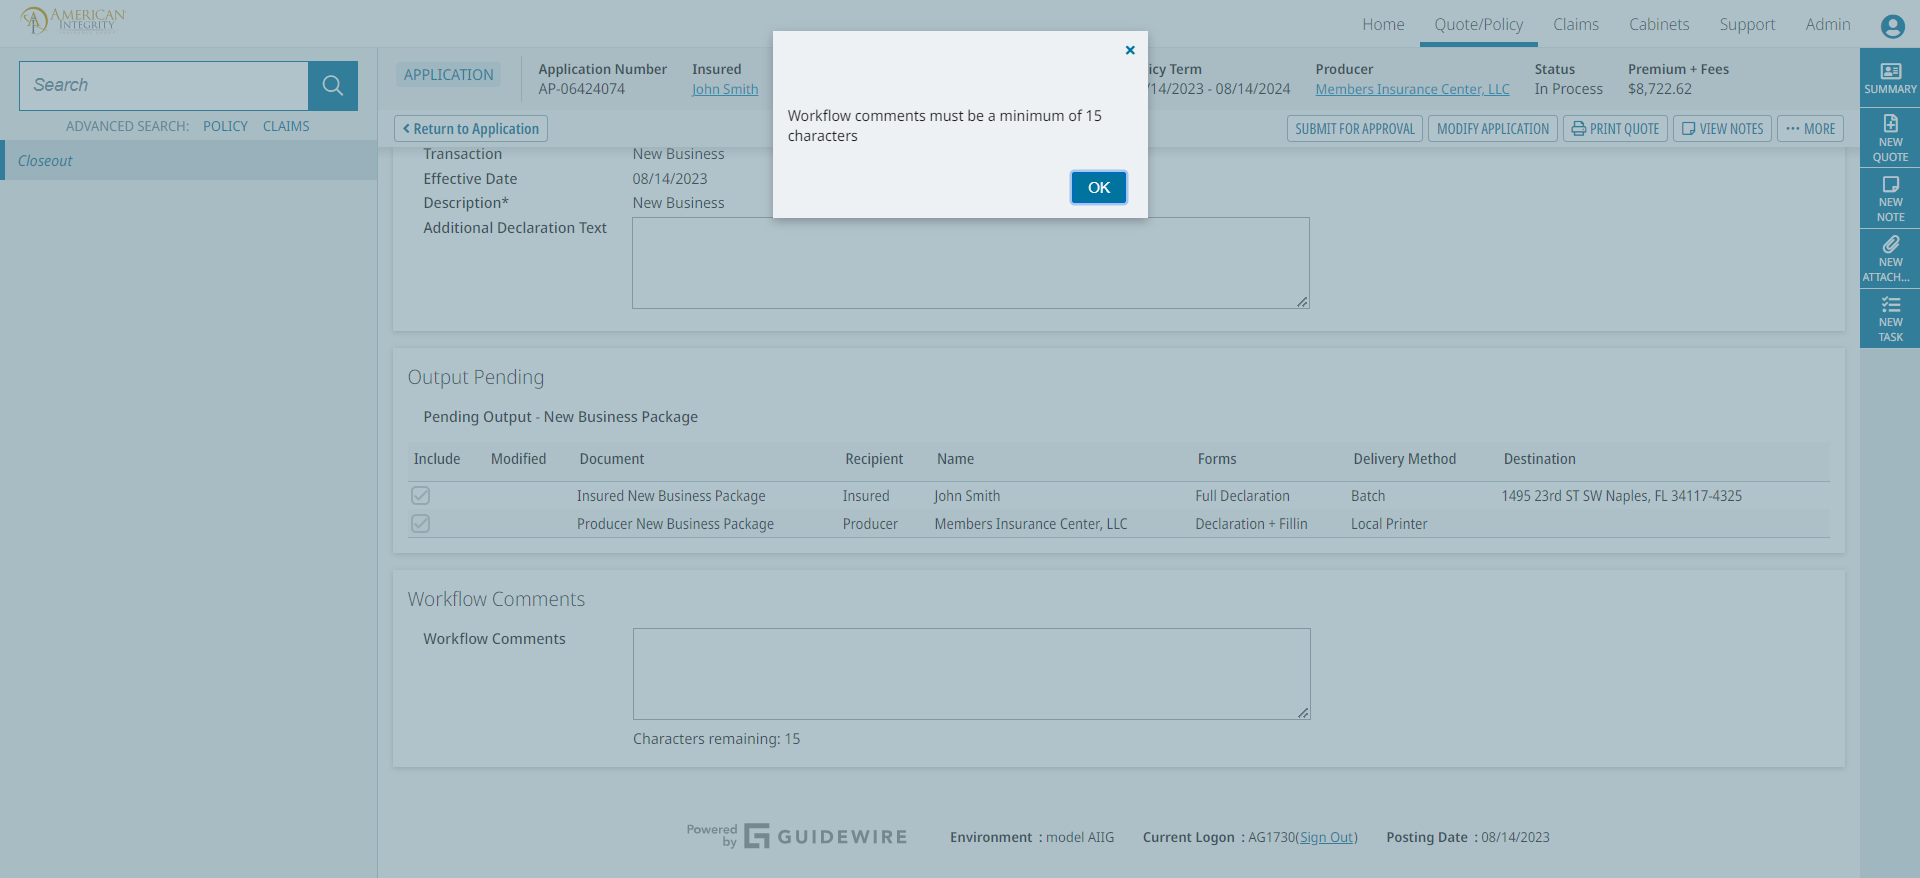 AMERICAN
INTEGRITY
Home Quote/Policy Claims Cabinets Support Admin
Search
ADVANCED SEARCH: POLICY CLAIMS
Closeout
APPLICATION
Application Number
AP-06424074
Insured
John Smith
icy Term
/14/2023 - 08/14/2024
Producer
Members Insurance Center, LLC
Status
In Process
Premium + Fees
$8,722.62
Return to Application
SUBMIT FOR APPROVAL MODIFY APPLICATION PRINT QUOTE VIEW NOTES ••• MORE
Workflow comments must be a minimum of 15
characters
OK
SUMMARY
NEW
QUOTE
NEW
NOTE
NEW
ATTACH...
NEW
TASK
Transaction New Business
Effective Date 08/14/2023
Description* New Business
Additional Declaration Text
Output Pending
Pending Output - New Business Package
Include Modified Document Recipient Name Forms Delivery Method Destination
Insured New Business Package Insured John Smith Full Declaration Batch 1495 23rd ST SW Naples, FL 34117-4325
Producer New Business Package Producer Members Insurance Center, LLC Declaration + Fillin Local Printer
Workflow Comments
Workflow Comments
Characters remaining: 15
Powered
by GUIDEWIRE
Environment : model AIIG Current Logon : AG1730(Sign Out) Posting Date : 08/14/2023